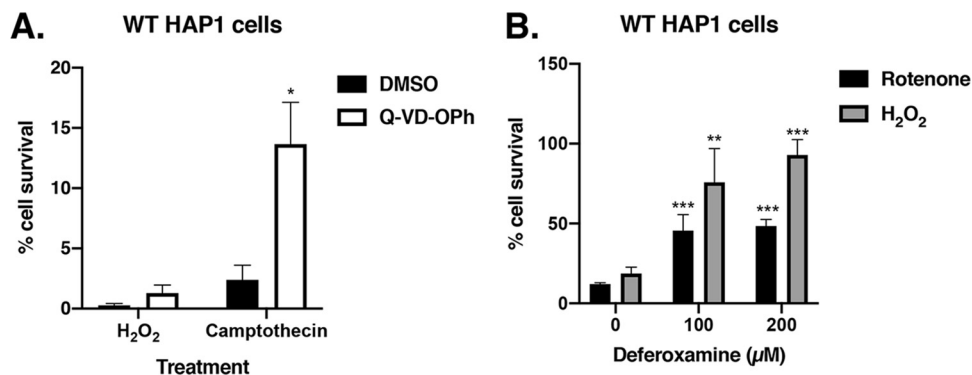 A.
WT HAP1 cells
% cell survival
20
15
10
5
0
*
DMSO
Q-VD-OPh
H₂O₂
Camptothecin
Treatment
B.
WT HAP1 cells
% cell survival
150
100
50
0
***
**
***
***
Rotenone
H₂O₂
0
100
200
Deferoxamine (µM)